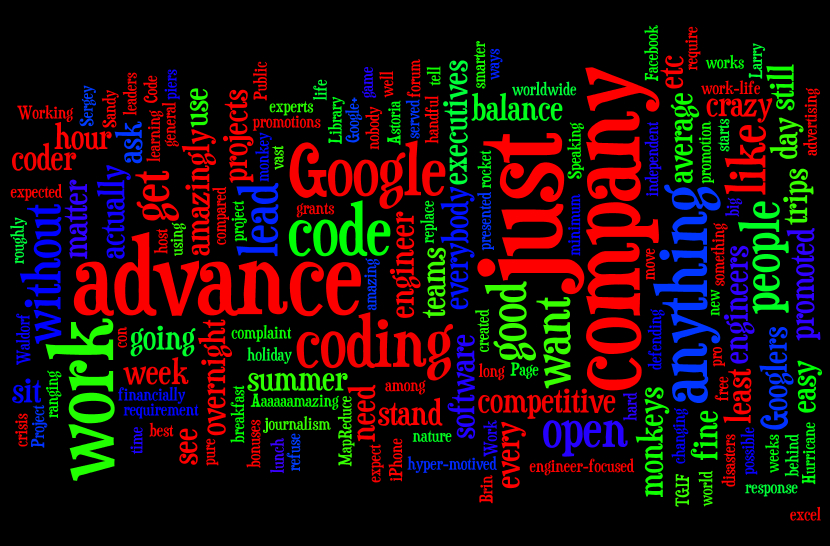 Working
Sergey
Sandy
leaders
Code
piers
use
Public
experts
life
Library
Google+
game
nobody
well
Astoria
forum
served
handful
tell
executives
smarter
ways
worldwide
balance
Facebook
etc
require
works
Larry
work-life
crazy
day
still
advertising
hour
coder
ask
learning
general
amazingly
projects
promotions
monkey
vast
Google
rocket
Speaking
minimum
independent
average
promotion
starts
like
trips
expected
matter
actually
get
compared
project
lead
grants
code
engineer
replace
everybody
presented
just
company
anything
big
people
promoted
roughly
without
host
using
advance
amazing
teams
move
something
new
engineers
Waldorf
work
con
going
overnight
complaint
holiday
coding
created
good
want
long
Page
defending
pro
free
least
Googlers
easy
sit
ranging
week
financially
requirement
summer
Aaaaaamazing
among
need
stand
software
competitive
hard
crisis
Project
time
best
see
pure
breakfast
bonuses
journalism
lunch
refuse
MapReduce
expect
iPhone
nature
hyper-motived
Work
Brin
every
open
engineer-focused
monkeys
changing
TGIF
fine
world
disasters
possible
weeks
behind
Hurricane
response
excel